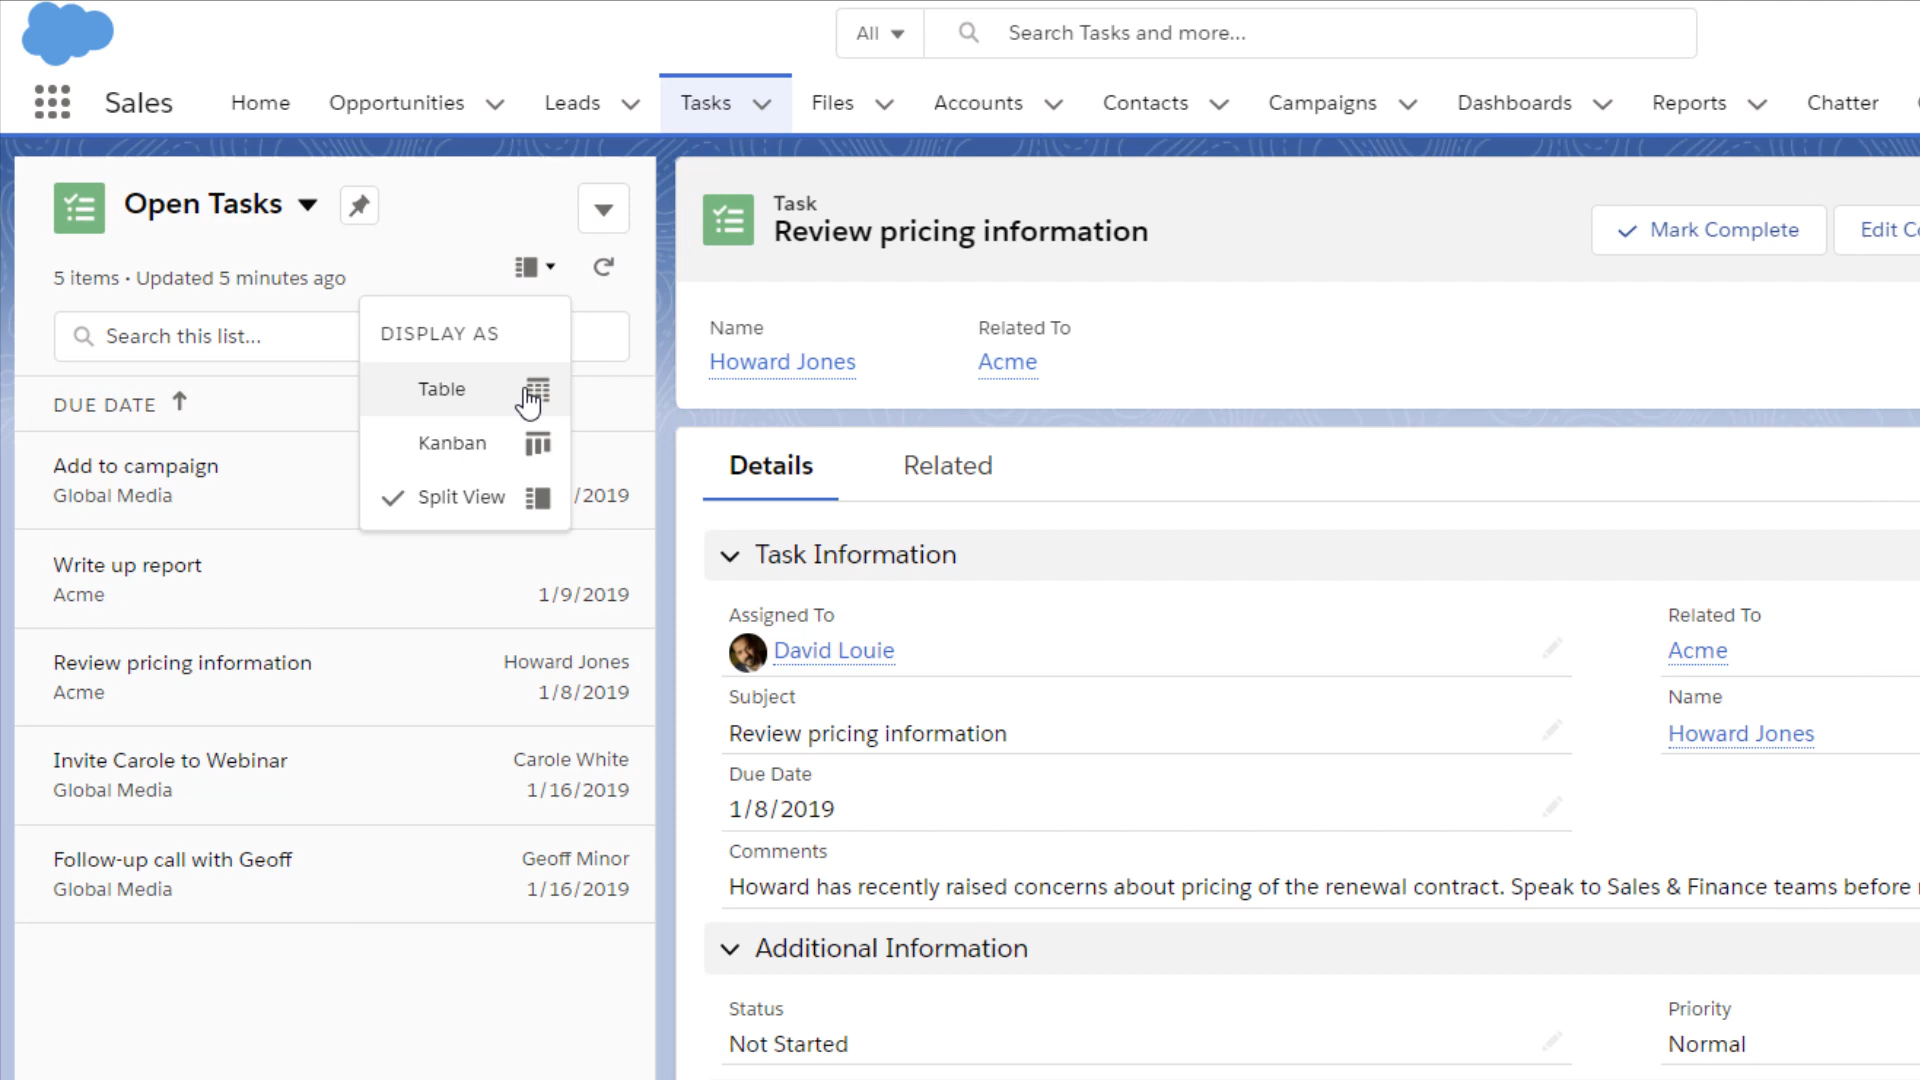 All
Search Tasks and more...
Sales
Home
Opportunities
Leads
Tasks
Files
Accounts
Contacts
Campaigns
Dashboards
Reports
Chatter
Open Tasks
5 items • Updated 5 minutes ago
Search this list...
DISPLAY AS
Table
Kanban
Split View
DUE DATE
Add to campaign
Global Media /2019
Write up report
Acme 1/9/2019
Review pricing information Howard Jones
Acme 1/8/2019
Invite Carole to Webinar Carole White
Global Media 1/16/2019
Follow-up call with Geoff Geoff Minor
Global Media 1/16/2019
Task
Review pricing information
Mark Complete
Edit
Name
Howard Jones
Related To
Acme
Details
Related
Task Information
Assigned To
David Louie
Related To
Acme
Subject
Review pricing information
Name
Howard Jones
Due Date
1/8/2019
Comments
Howard has recently raised concerns about pricing of the renewal contract. Speak to Sales & Finance teams before
Additional Information
Status
Not Started
Priority
Normal